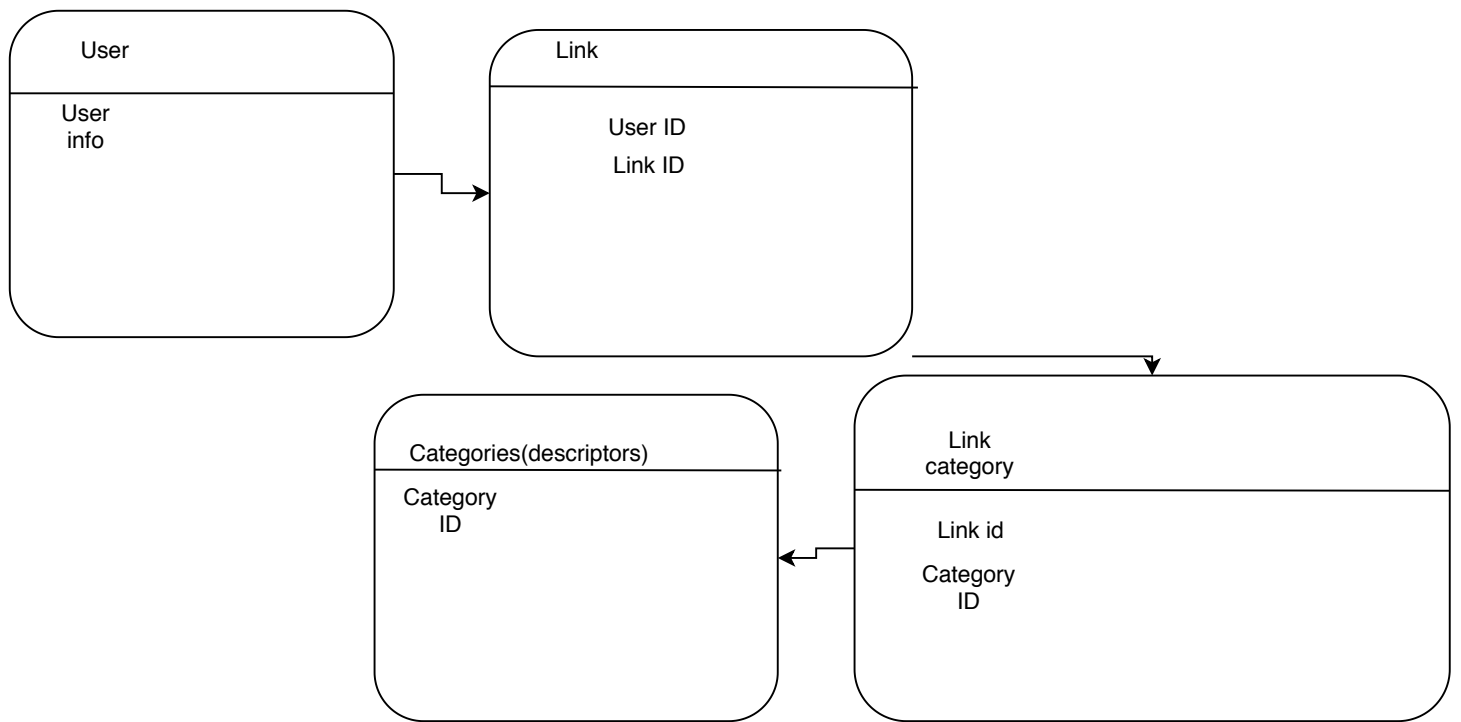 User
User
info
Link
User ID
Link ID
Categories(descriptors)
Category
ID
Link
category
Link id
Category
ID